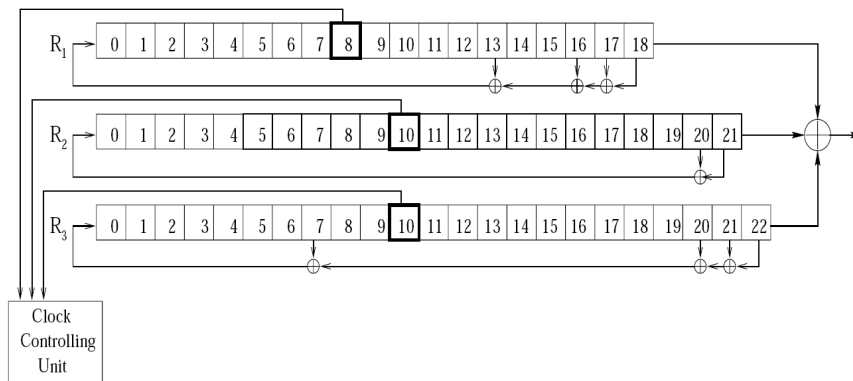 R1 0 1 2 3 4 5 6 7 8 9 10 11 12 13 14 15 16 17 18
R2 0 1 2 3 4 5 6 7 8 9 10 11 12 13 14 15 16 17 18 19 20 21
R3 0 1 2 3 4 5 6 7 8 9 10 11 12 13 14 15 16 17 18 19 20 21 22
Clock
Controlling
Unit